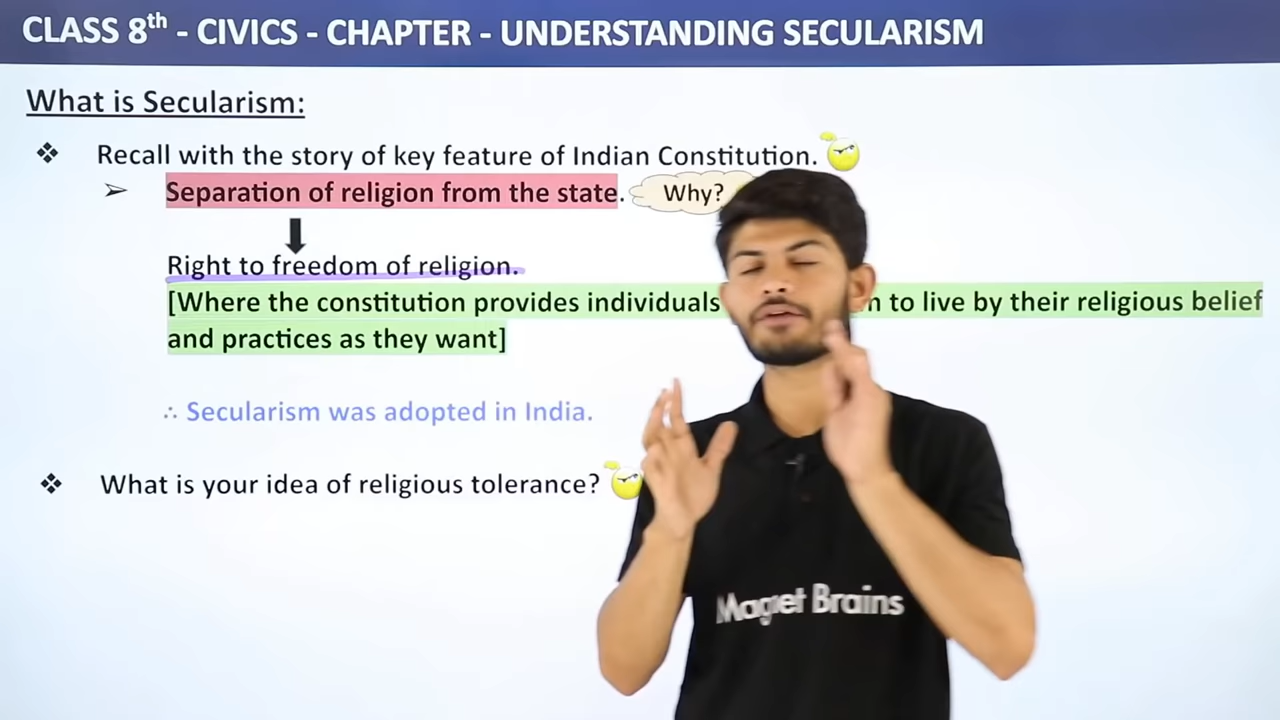 CLASS 8th - CIVICS - CHAPTER - UNDERSTANDING SECULARISM
What is Secularism:
❖ Recall with the story of key feature of Indian Constitution.
➢ Separation of religion from the state. Why?
Right to freedom of religion.
[Where the constitution provides individuals to live by their religious belief
and practices as they want]
∴ Secularism was adopted in India.
❖ What is your idea of religious tolerance?
Magnet Brains